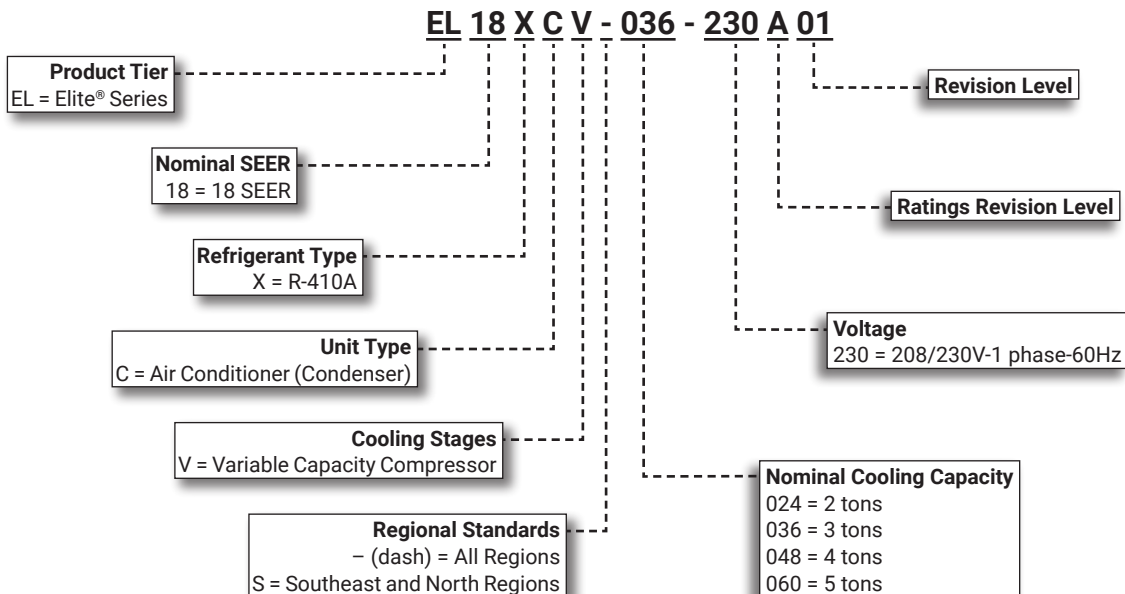 EL 18 X C V - 036 - 230 A 01
Product Tier
EL = Elite® Series
Revision Level
Nominal SEER
18 = 18 SEER
Ratings Revision Level
Refrigerant Type
X = R-410A
Voltage
230 = 208/230V-1 phase-60Hz
Unit Type
C = Air Conditioner (Condenser)
Cooling Stages
V = Variable Capacity Compressor
Nominal Cooling Capacity
024 = 2 tons
036 = 3 tons
048 = 4 tons
060 = 5 tons
Regional Standards
– (dash) = All Regions
S = Southeast and North Regions